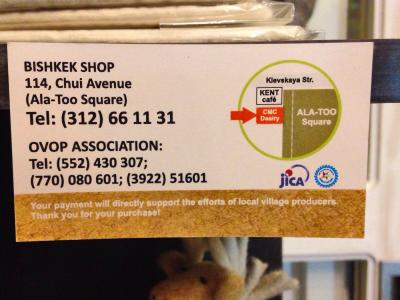 BISHKEK SHOP
114, Chui Avenue
(Ala-Too Square)
Tel: (312) 66 11 31
OVOP ASSOCIATION:
Tel: (552) 430 307;
(770) 080 601; (3922) 51601
Kievskaya Str.
KENT
café
CMC
Dasiry
ALA-TOO
Square
JICA
Your payment will directly support the efforts of local village producers.
Thank you for your purchase!